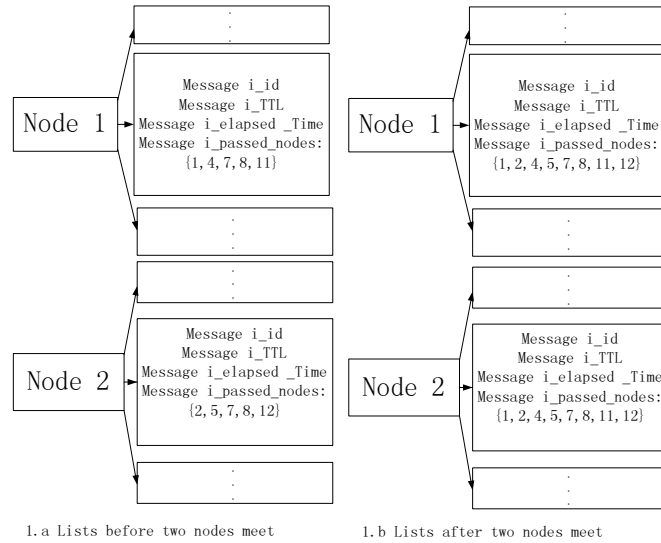 Node 1
Message i_id
Message i_TTL
Message i_elapsed _Time
Message i_passed_nodes:
{1,4,7,8,11}
Node 2
Message i_id
Message i_TTL
Message i_elapsed _Time
Message i_passed_nodes:
{2,5,7,8,12}
1.a Lists before two nodes meet
Node 1
Message i_id
Message i_TTL
Message i_elapsed _Time
Message i_passed_nodes:
{1,2,4,5,7,8,11,12}
Node 2
Message i_id
Message i_TTL
Message i_elapsed _Time
Message i_passed_nodes:
{1,2,4,5,7,8,11,12}
1.b Lists after two nodes meet